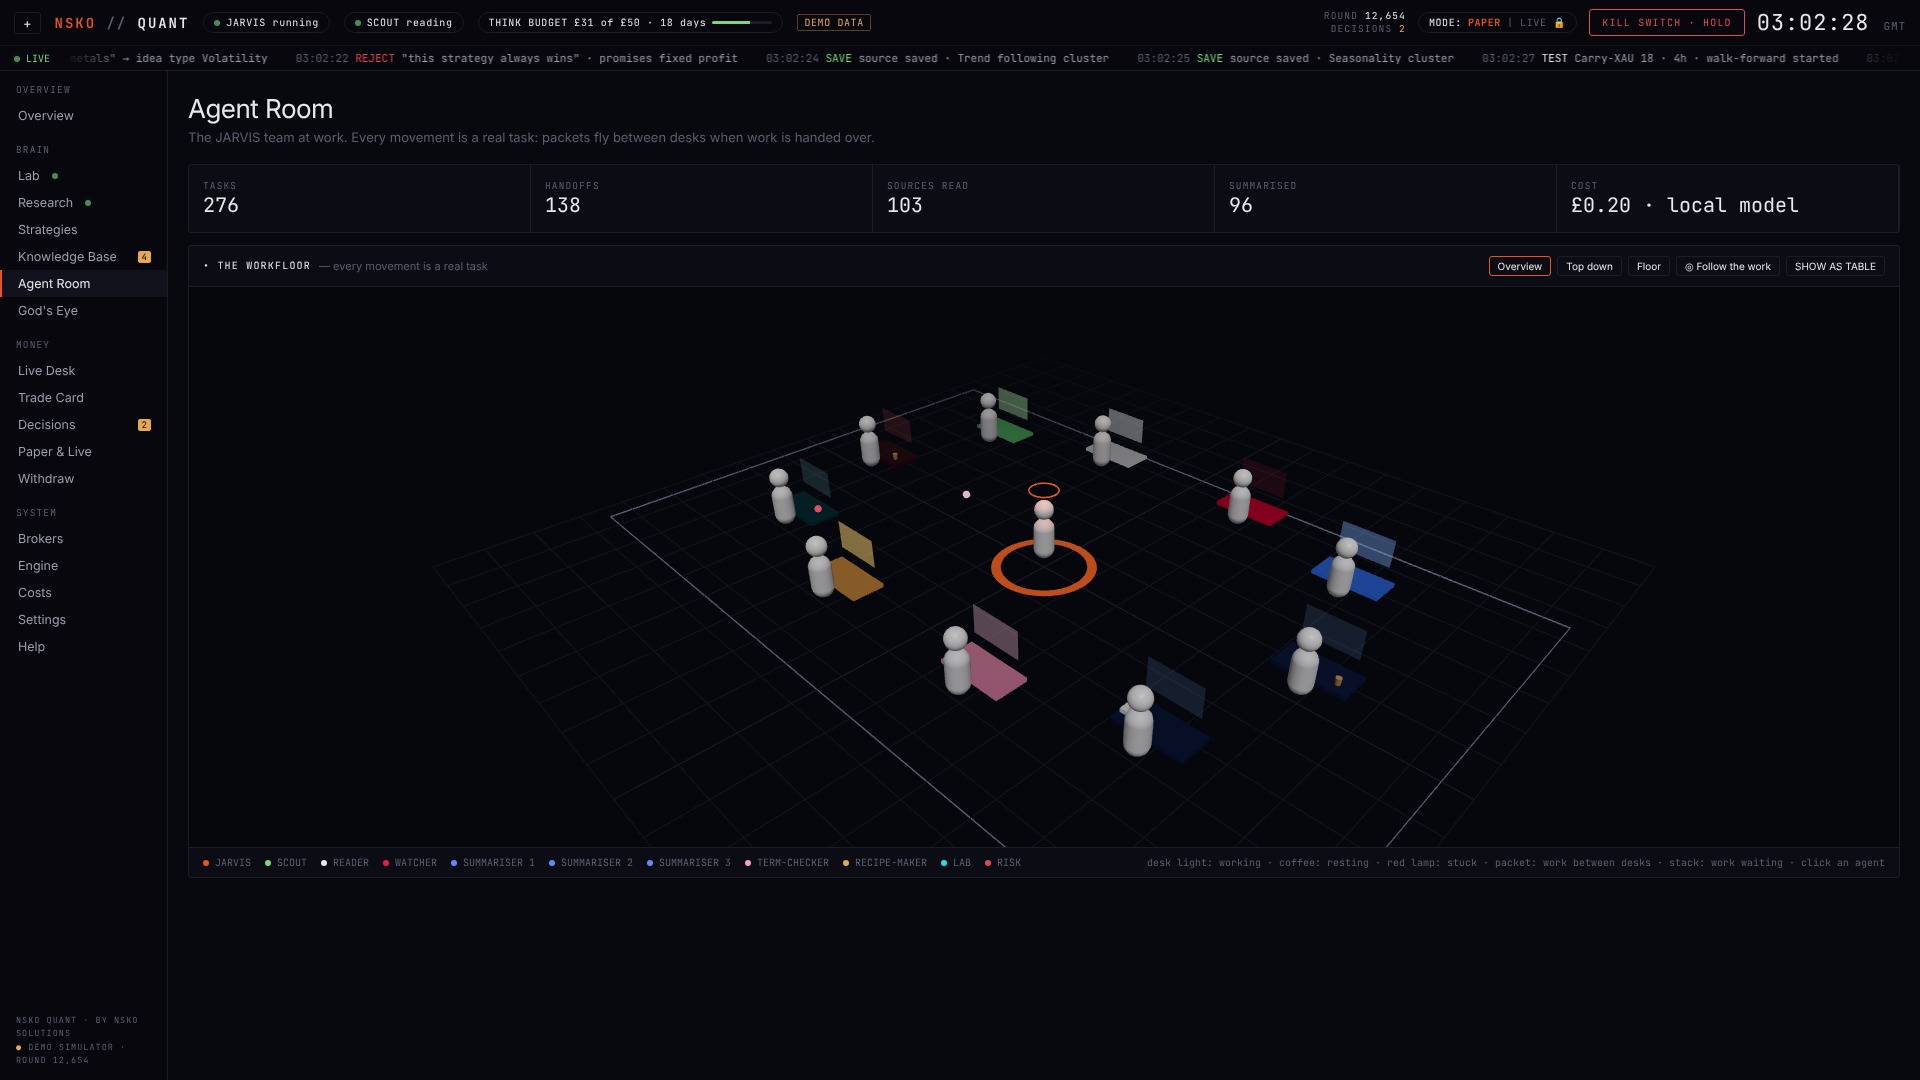 + NSKO // QUANT JARVIS running SCOUT reading THINK BUDGET £31 of £50 · 18 days DEMO DATA ROUND 12,654 DECISIONS 2 MODE: PAPER | LIVE KILL SWITCH · HOLD 03:02:28 GMT
LIVE metals" → idea type Volatility 03:02:22 REJECT "this strategy always wins" · promises fixed profit 03:02:24 SAVE source saved · Trend following cluster 03:02:25 SAVE source saved · Seasonality cluster 03:02:27 TEST Carry-XAU 18 · 4h · walk-forward started
OVERVIEW
Overview
BRAIN
Lab
Research
Strategies
Knowledge Base 4
Agent Room
God's Eye
MONEY
Live Desk
Trade Card
Decisions 2
Paper & Live
Withdraw
SYSTEM
Brokers
Engine
Costs
Settings
Help
NSKO QUANT · BY NSKO
SOLUTIONS
DEMO SIMULATOR ·
ROUND 12,654
Agent Room
The JARVIS team at work. Every movement is a real task: packets fly between desks when work is handed over.
TASKS
276
HANDOFFS
138
SOURCES READ
103
SUMMARISED
96
COST
£0.20 · local model
· THE WORKFLOOR — every movement is a real task
Overview Top down Floor ◎ Follow the work SHOW AS TABLE
JARVIS SCOUT READER WATCHER SUMMARISER 1 SUMMARISER 2 SUMMARISER 3 TERM-CHECKER RECIPE-MAKER LAB RISK
desk light: working · coffee: resting · red lamp: stuck · packet: work between desks · stack: work waiting · click an agent